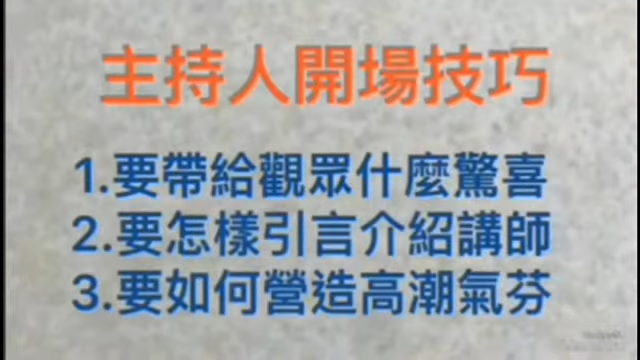 主持人開場技巧
1.要帶給觀眾什麼驚喜
2.要怎樣引言介紹講師
3.要如何營造高潮氣芬